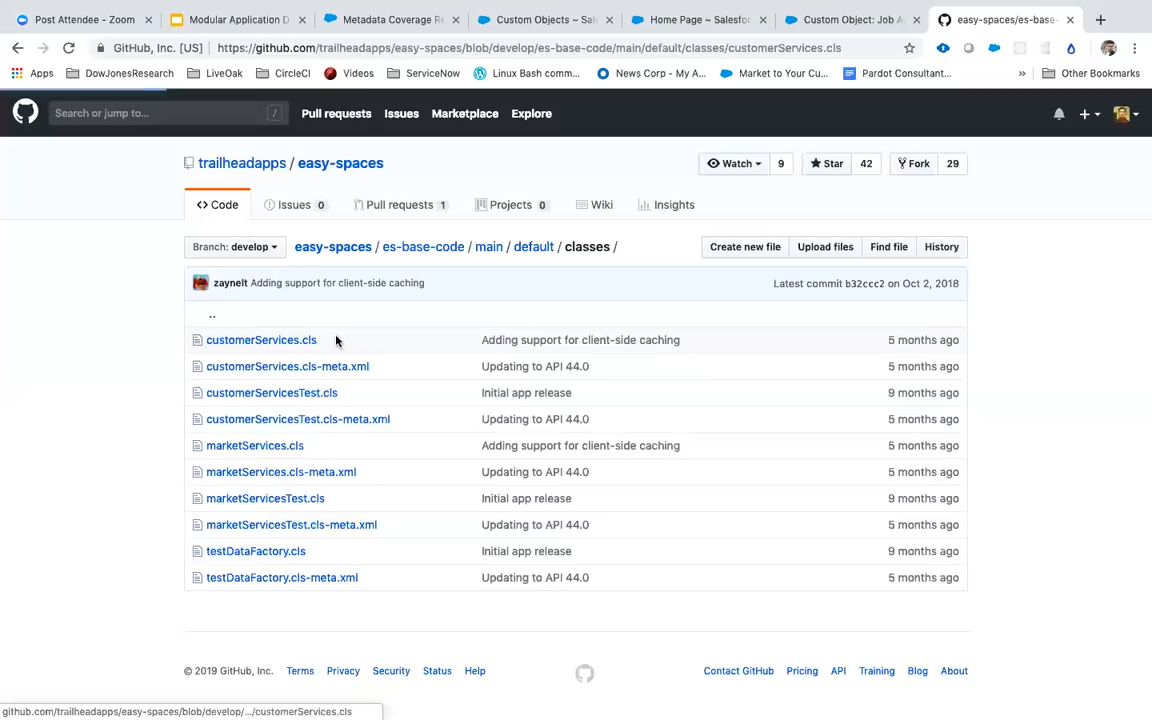 Post Attendee - Zoom
Modular Application D
Metadata Coverage Re
Custom Objects ~ Sal
Home Page ~ Salesfor
Custom Object: Job A
easy-spaces/es-base-
GitHub, Inc. [US] | https://github.com/trailheadapps/easy-spaces/blob/develop/es-base-code/main/default/classes/customerServices.cls
Apps DowJonesResearch LiveOak CircleCI Videos ServiceNow Linux Bash comm... News Corp - My A... Market to Your Cu... Pardot Consultant... » Other Bookmarks
Search or jump to... / Pull requests Issues Marketplace Explore
trailheadapps / easy-spaces Watch 9 Star 42 Fork 29
<> Code Issues 0 Pull requests 1 Projects 0 Wiki Insights
Branch: develop easy-spaces / es-base-code / main / default / classes / Create new file Upload files Find file History
zaynelt Adding support for client-side caching Latest commit b32ccc2 on Oct 2, 2018
..
customerServices.cls Adding support for client-side caching 5 months ago
customerServices.cls-meta.xml Updating to API 44.0 5 months ago
customerServicesTest.cls Initial app release 9 months ago
customerServicesTest.cls-meta.xml Updating to API 44.0 5 months ago
marketServices.cls Adding support for client-side caching 5 months ago
marketServices.cls-meta.xml Updating to API 44.0 5 months ago
marketServicesTest.cls Initial app release 9 months ago
marketServicesTest.cls-meta.xml Updating to API 44.0 5 months ago
testDataFactory.cls Initial app release 9 months ago
testDataFactory.cls-meta.xml Updating to API 44.0 5 months ago
© 2019 GitHub, Inc. Terms Privacy Security Status Help Contact GitHub Pricing API Training Blog About
github.com/trailheadapps/easy-spaces/blob/develop/.../customerServices.cls